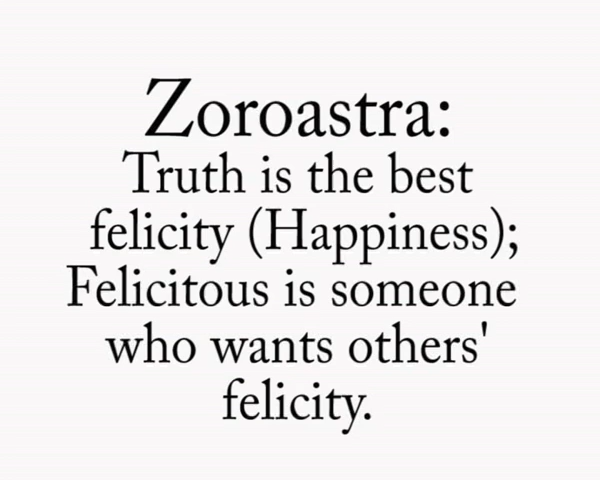 Zoroastra:
Truth is the best
felicity (Happiness);
Felicitous is someone
who wants others'
felicity.